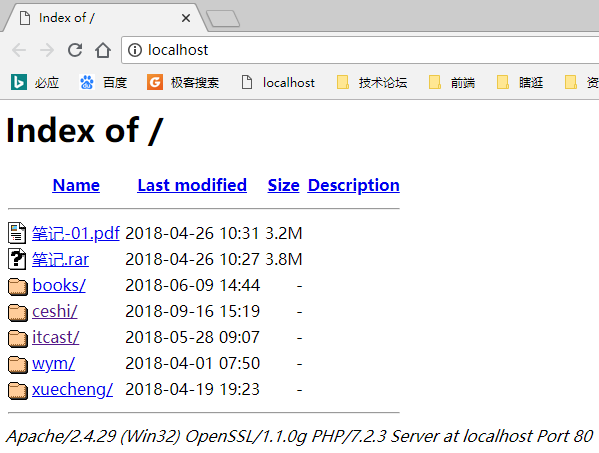 Index of /
localhost
必应 百度 极客搜索 localhost 技术论坛 前端 瞎逛 资
Index of /
Name Last modified Size Description
笔记-01.pdf 2018-04-26 10:31 3.2M
笔记.rar 2018-04-26 10:27 3.8M
books/ 2018-06-09 14:44 -
ceshi/ 2018-09-16 15:19 -
itcast/ 2018-05-28 09:07 -
wym/ 2018-04-01 07:50 -
xuecheng/ 2018-04-19 19:23 -
Apache/2.4.29 (Win32) OpenSSL/1.1.0g PHP/7.2.3 Server at localhost Port 80